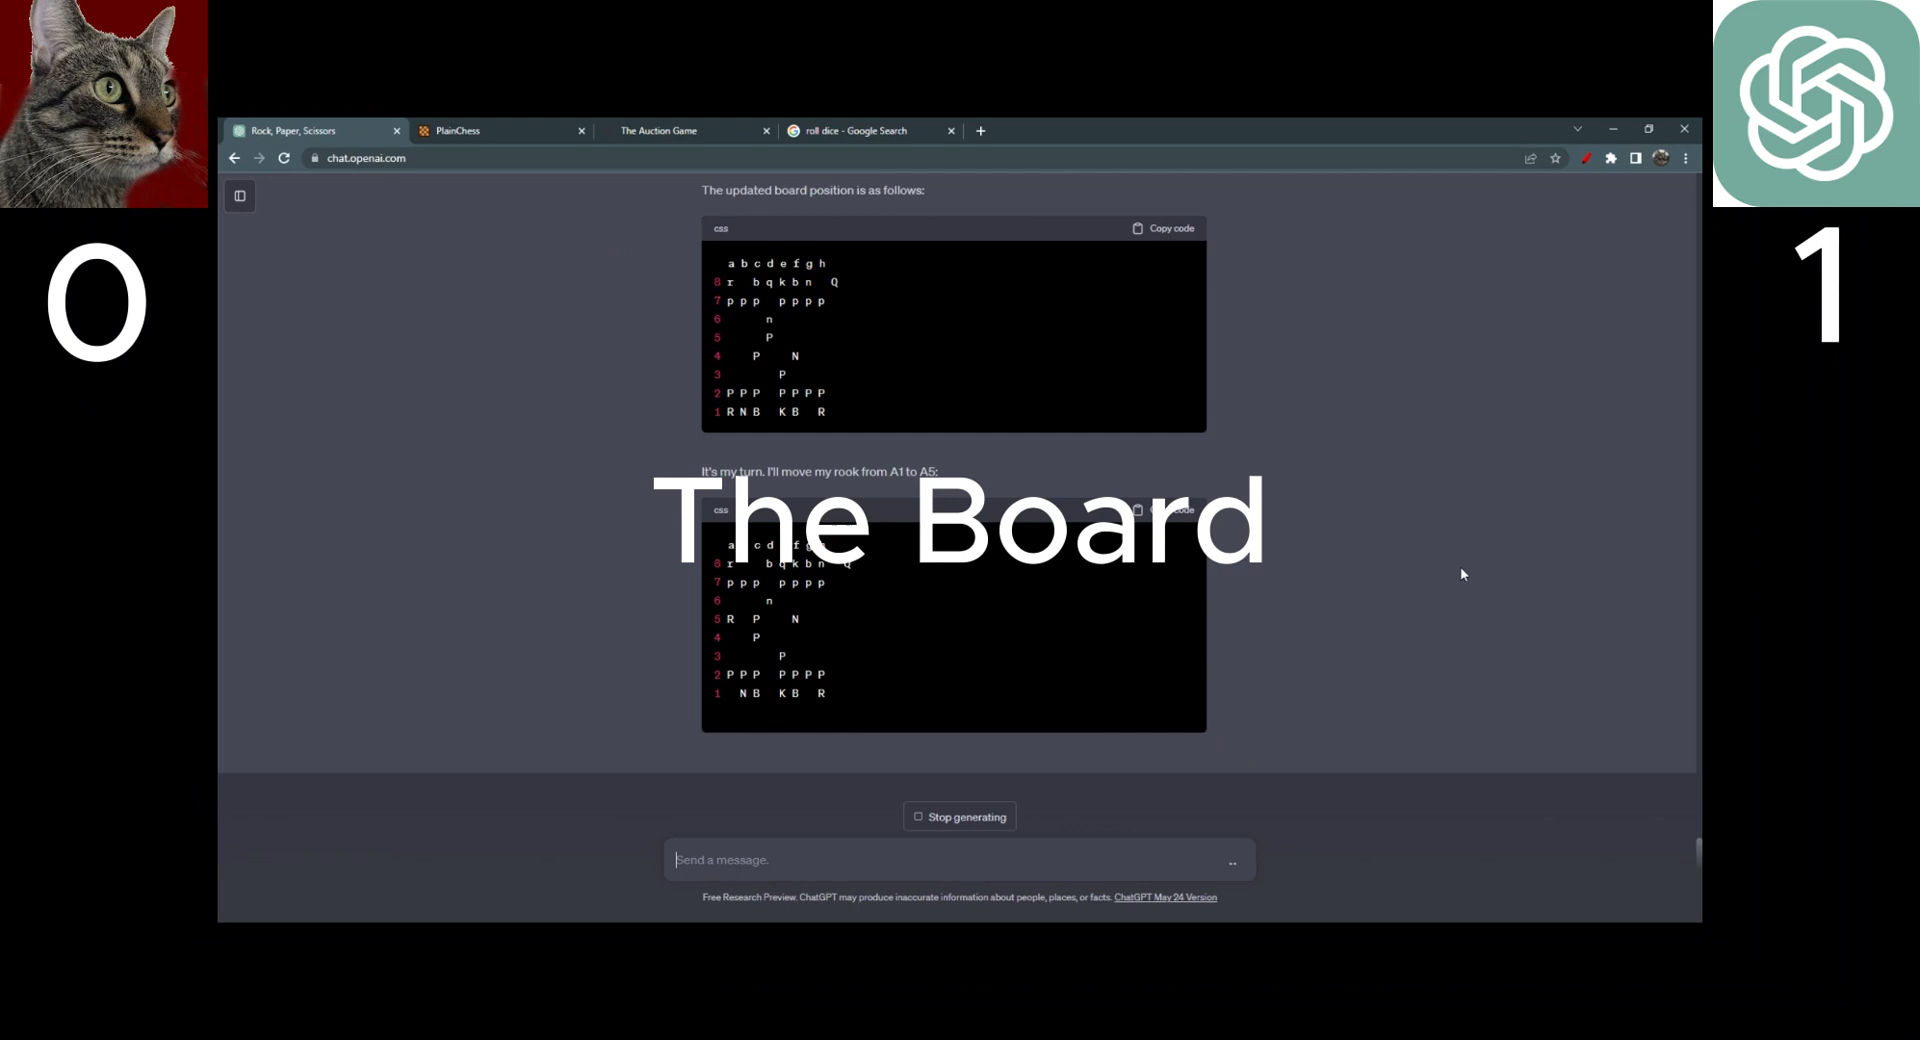 Rock, Paper, Scissors
PlainChess
The Auction Game
roll dice - Google Search
chat.openai.com
0
1
The updated board position is as follows:
css
Copy code
a b c d e f g h
8 r   b q k b n   Q
7 p p p   p p p p
6       n
5       P
4     P     N
3         P
2 P P P   P P P P
1 R N B   K B   R
It's my turn. I'll move my rook from A1 to A5:
The Board
css
a   c d   f g
8 r     b q k b n   Q
7 p p p   p p p p
6       n
5 R   P     N
4     P
3         P
2 P P P   P P P P
1   N B   K B   R
Stop generating
Send a message.
Free Research Preview. ChatGPT may produce inaccurate information about people, places, or facts. ChatGPT May 24 Version